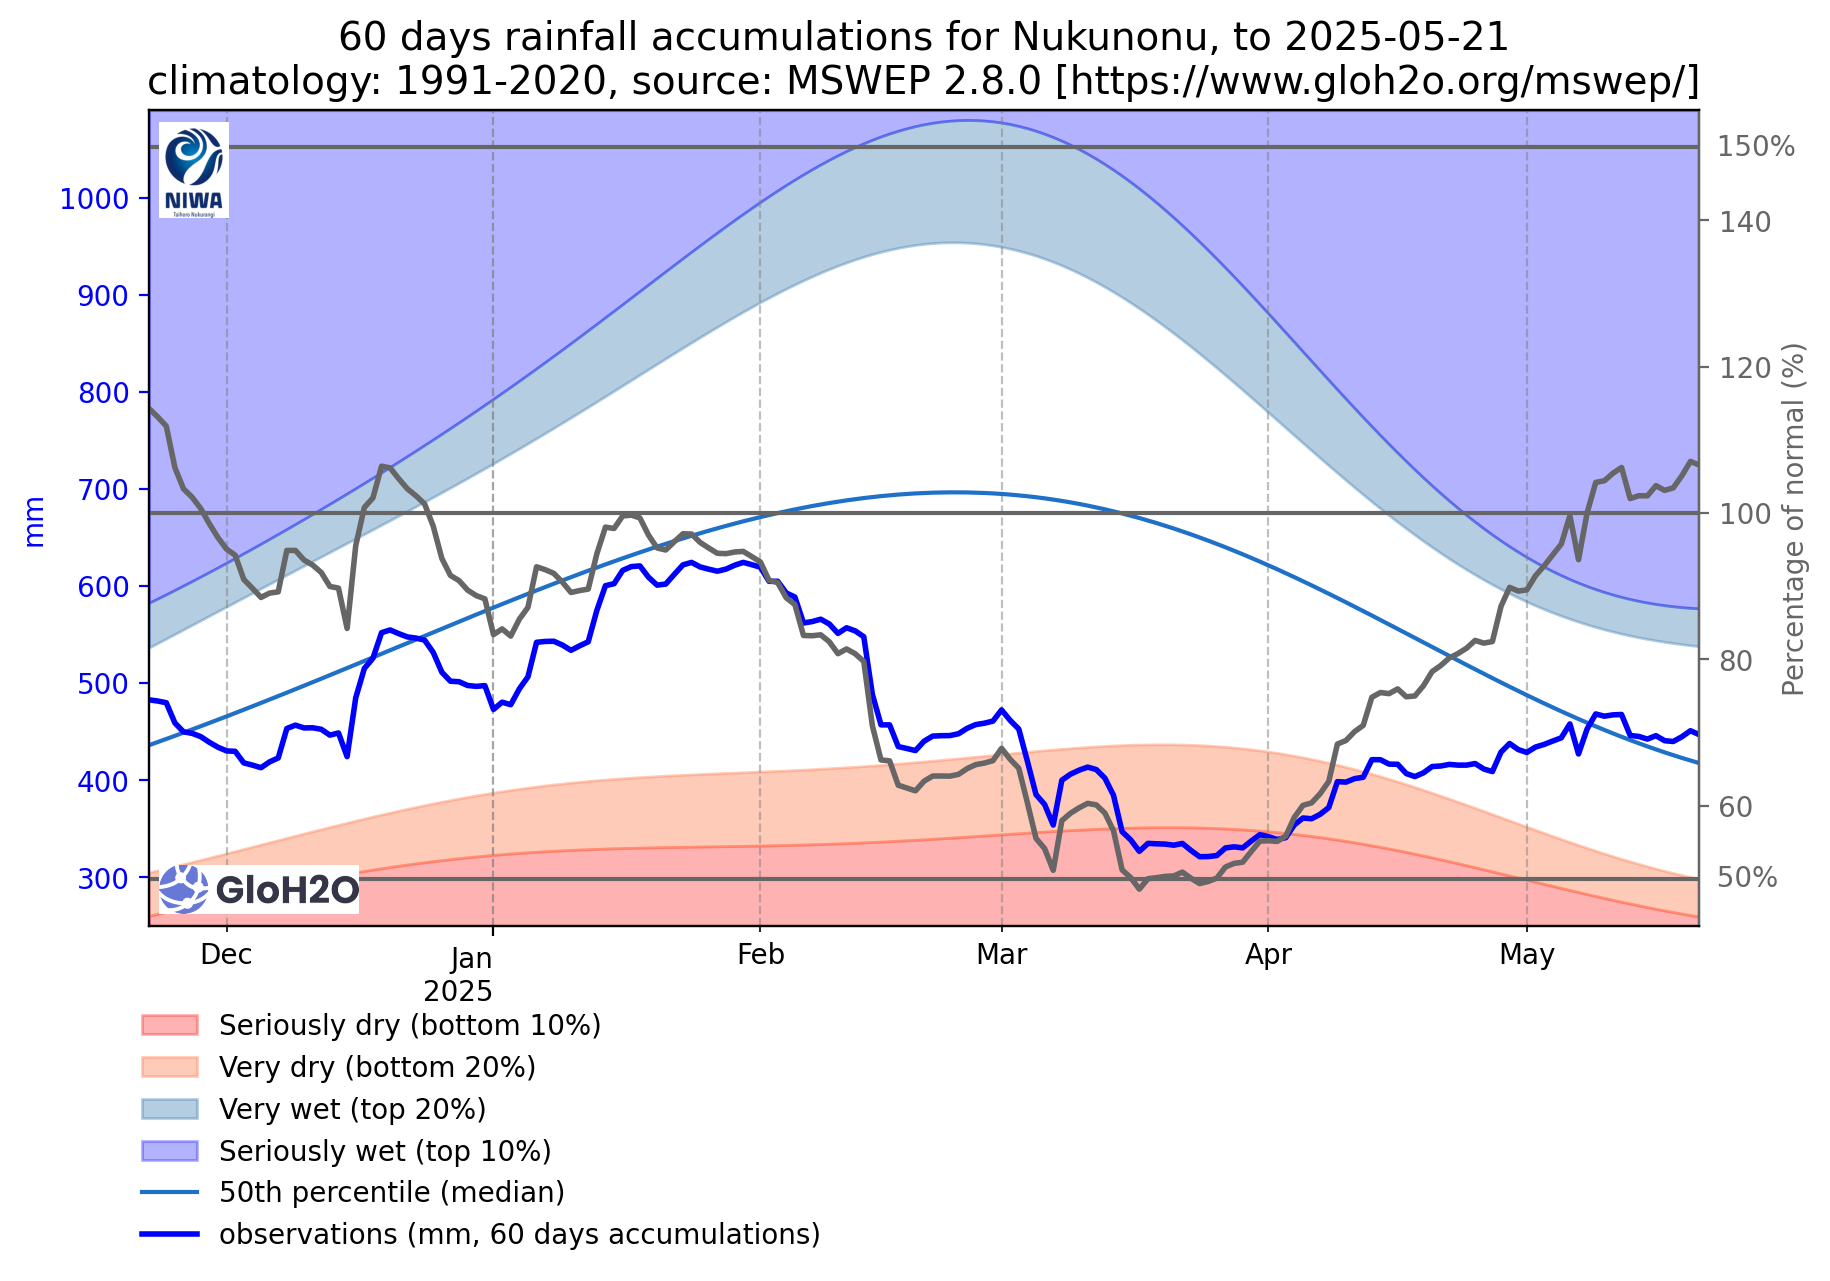 60 days rainfall accumulations for Nukunonu, to 2025-05-21
climatology: 1991-2020, source: MSWEP 2.8.0 [https://www.gloh2o.org/mswep/]
NIWA
Taihoro Nukurangi
1000
900
800
700
600
500
400
300
mm
150%
140
120
100
80
60
50%
Percentage of normal (%)
GloH2O
Dec
Jan
2025
Feb
Mar
Apr
May
Seriously dry (bottom 10%)
Very dry (bottom 20%)
Very wet (top 20%)
Seriously wet (top 10%)
50th percentile (median)
observations (mm, 60 days accumulations)